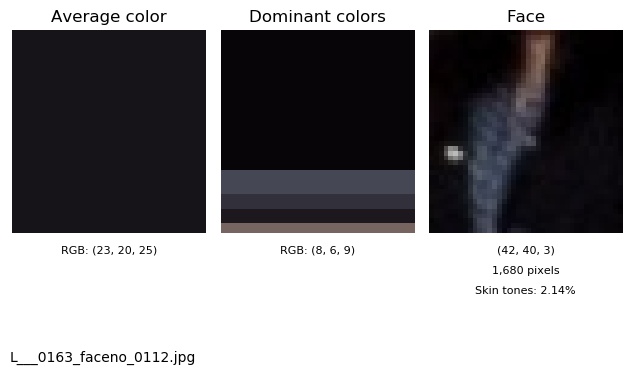 Average color
Dominant colors
Face
RGB: (23, 20, 25)
RGB: (8, 6, 9)
(42, 40, 3)
1,680 pixels
Skin tones: 2.14%
L___0163_faceno_0112.jpg